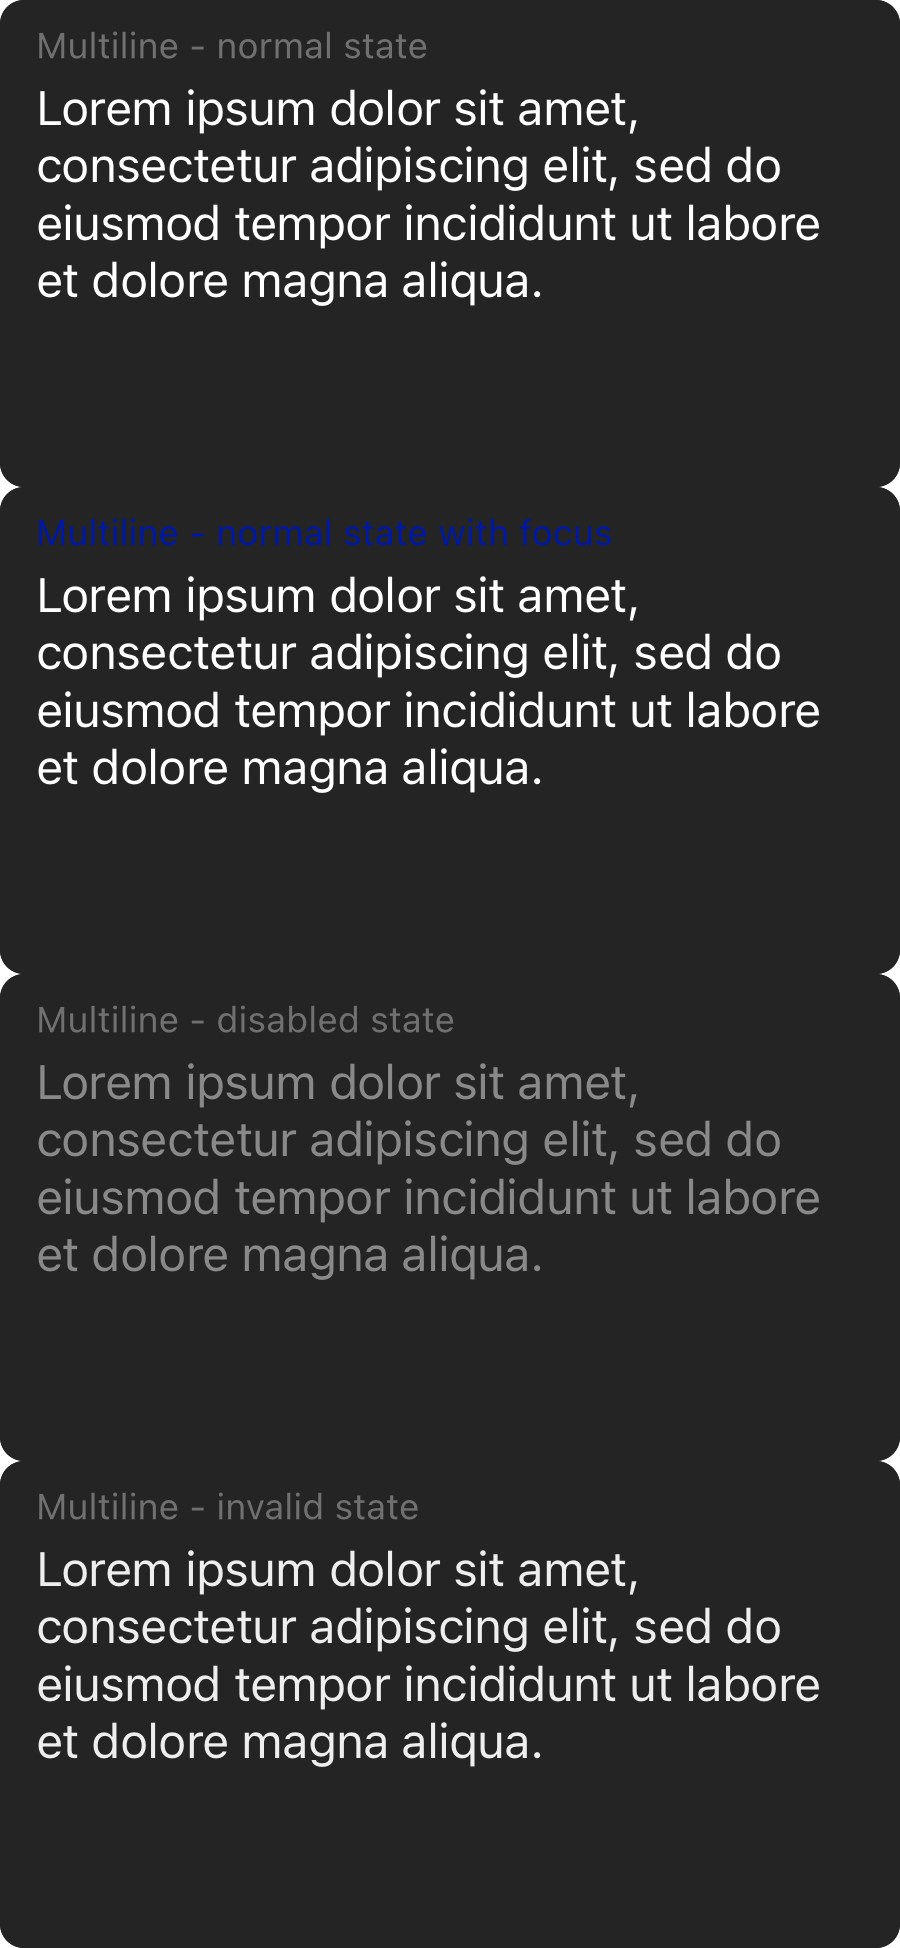 Multiline - normal state
Lorem ipsum dolor sit amet,
consectetur adipiscing elit, sed do
eiusmod tempor incididunt ut labore
et dolore magna aliqua.
Multiline - normal state with focus
Lorem ipsum dolor sit amet,
consectetur adipiscing elit, sed do
eiusmod tempor incididunt ut labore
et dolore magna aliqua.
Multiline - disabled state
Lorem ipsum dolor sit amet,
consectetur adipiscing elit, sed do
eiusmod tempor incididunt ut labore
et dolore magna aliqua.
Multiline - invalid state
Lorem ipsum dolor sit amet,
consectetur adipiscing elit, sed do
eiusmod tempor incididunt ut labore
et dolore magna aliqua.